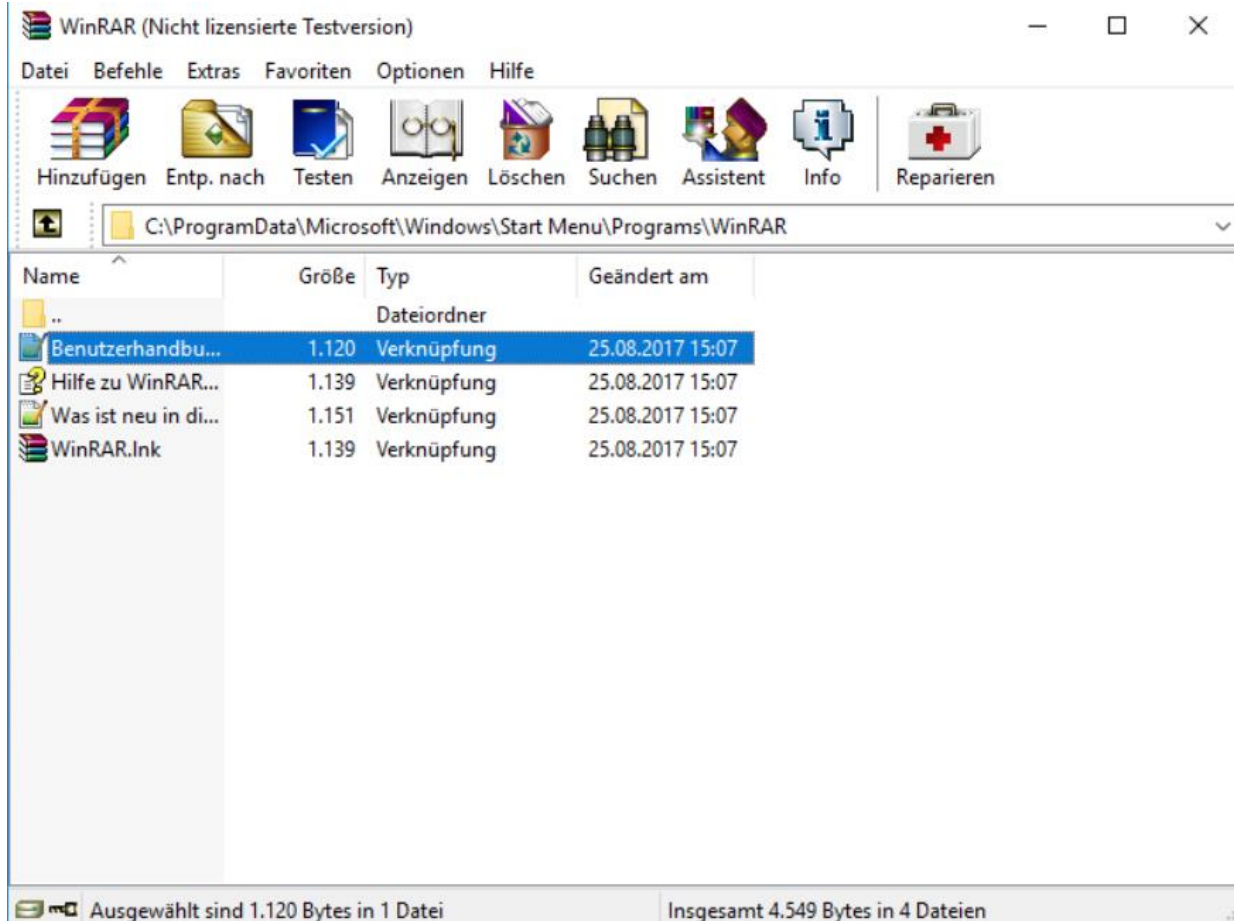 WinRAR (Nicht lizensierte Testversion)
Datei Befehle Extras Favoriten Optionen Hilfe
Hinzufügen Entp. nach Testen Anzeigen Löschen Suchen Assistent Info Reparieren
C:\ProgramData\Microsoft\Windows\Start Menu\Programs\WinRAR
Name Größe Typ Geändert am
.. Dateiordner
Benutzerhandbu... 1.120 Verknüpfung 25.08.2017 15:07
Hilfe zu WinRAR... 1.139 Verknüpfung 25.08.2017 15:07
Was ist neu in di... 1.151 Verknüpfung 25.08.2017 15:07
WinRAR.lnk 1.139 Verknüpfung 25.08.2017 15:07
Ausgewählt sind 1.120 Bytes in 1 Datei Insgesamt 4.549 Bytes in 4 Dateien